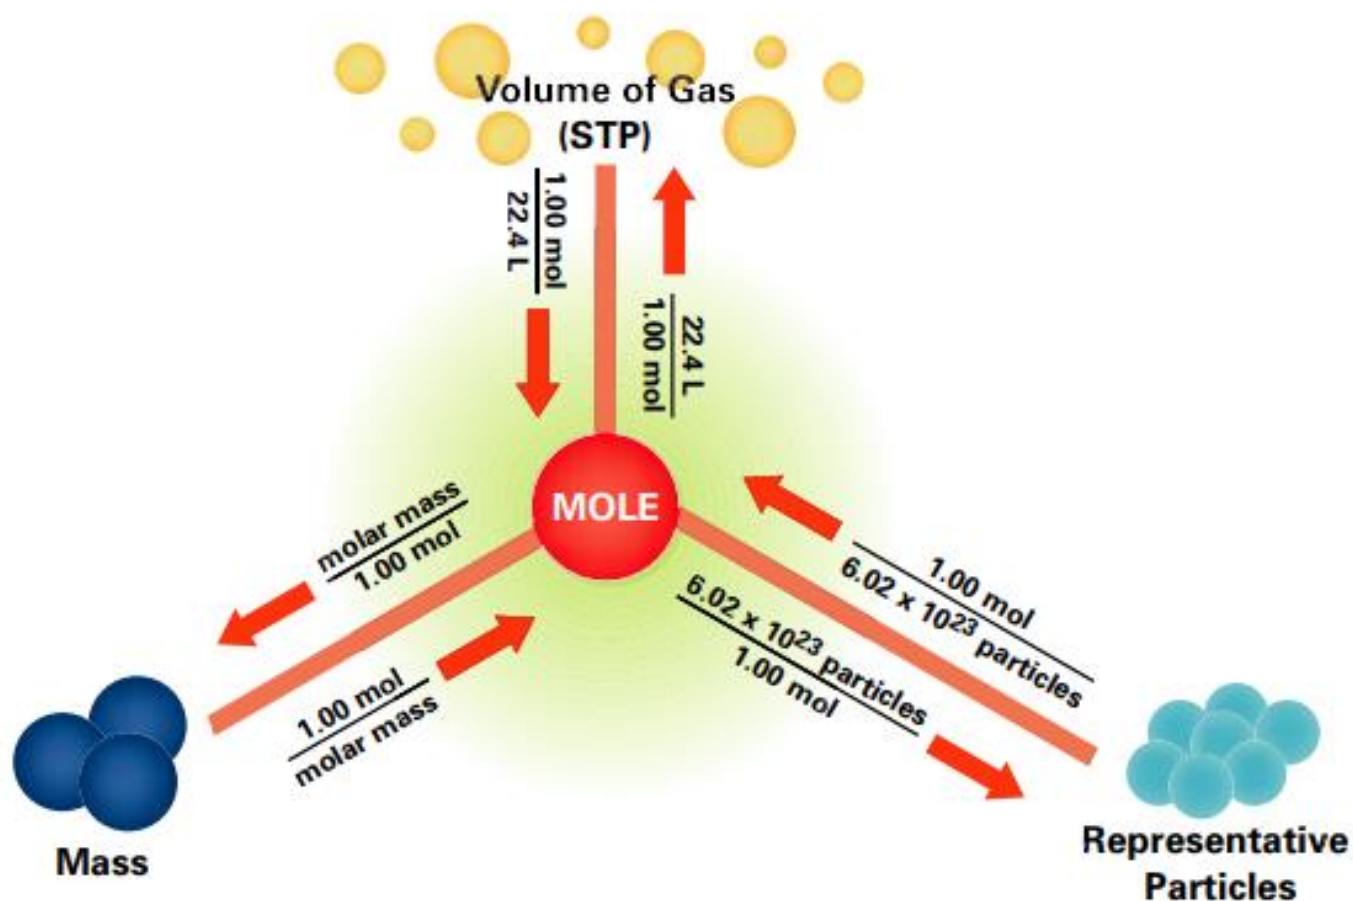 Volume of Gas
(STP)
1.00 mol
22.4 L
22.4 L
1.00 mol
MOLE
molar mass
1.00 mol
1.00 mol
molar mass
1.00 mol
6.02 x 10²³ particles
6.02 x 10²³ particles
1.00 mol
Mass
Representative
Particles